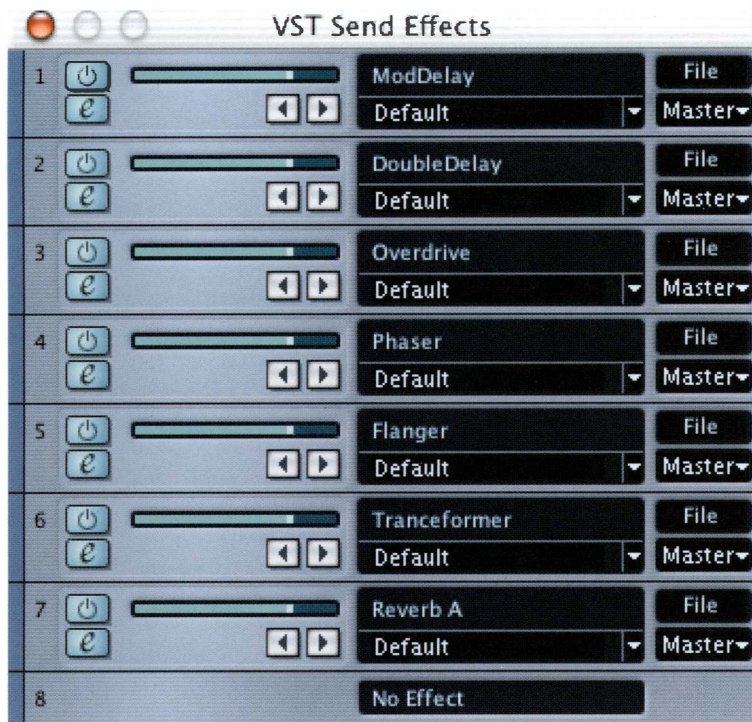 VST Send Effects
1 ModDelay File
e Default Master
2 DoubleDelay File
e Default Master
3 Overdrive File
e Default Master
4 Phaser File
e Default Master
5 Flanger File
e Default Master
6 Tranceformer File
e Default Master
7 Reverb A File
e Default Master
8 No Effect